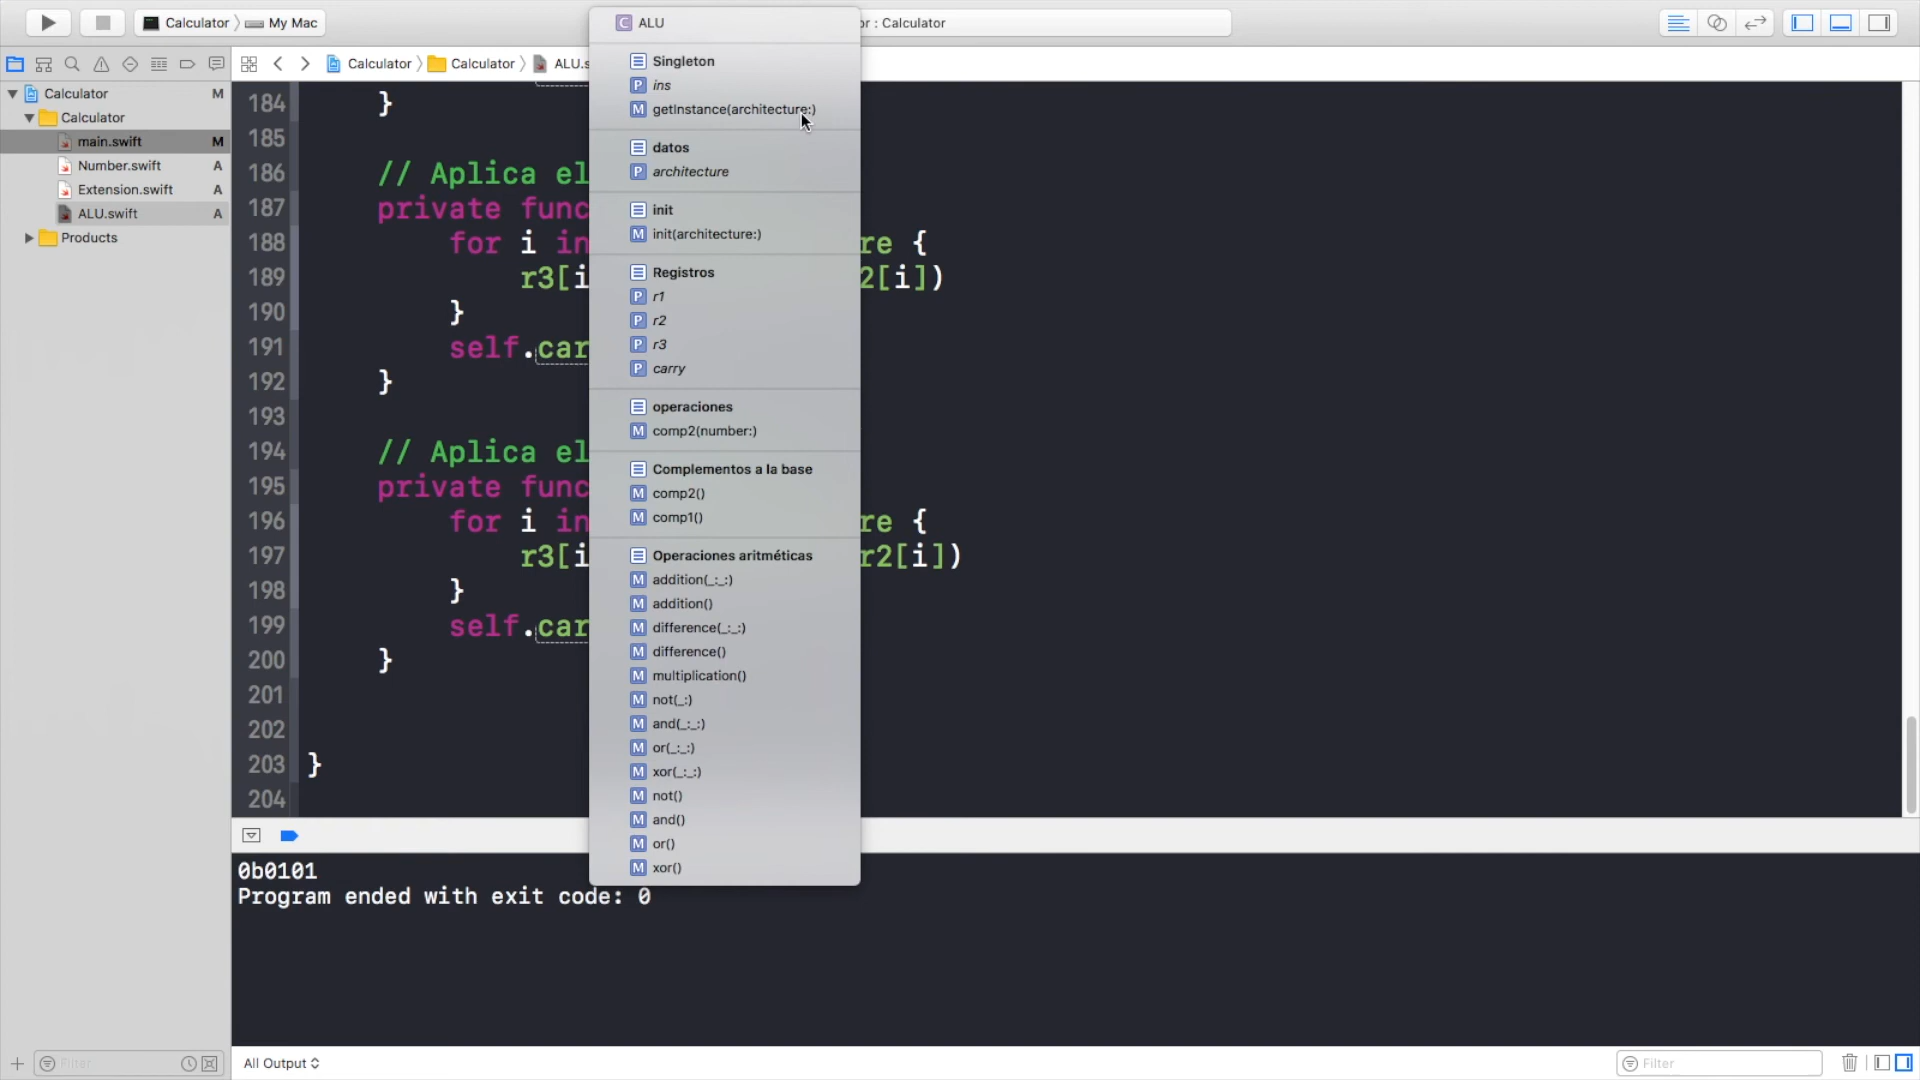 Calculator 〉 My Mac
or : Calculator
Calculator 〉 Calculator 〉 ALU.s
Calculator M
Calculator
main.swift M
Number.swift A
Extension.swift A
ALU.swift A
Products
ALU
Singleton
P ins
M getInstance(architecture:)
datos
P architecture
init
M init(architecture:)
Registros
P r1
P r2
P r3
P carry
operaciones
M comp2(number:)
Complementos a la base
M comp2()
M comp1()
Operaciones aritméticas
M addition(_:_:)
M addition()
M difference(_:_:)
M difference()
M multiplication()
M not(_:)
M and(_:_:)
M or(_:_:)
M xor(_:_:)
M not()
M and()
M or()
M xor()
184 }
185
186 // Aplica el
187 private func
188 for i in re {
189 r3[i 2[i])
190 }
191 self.car
192 }
193
194 // Aplica el
195 private func
196 for i in re {
197 r3[i r2[i])
198 }
199 self.car
200 }
201
202
203 }
204
0b0101
Program ended with exit code: 0
Filter
All Output
Filter